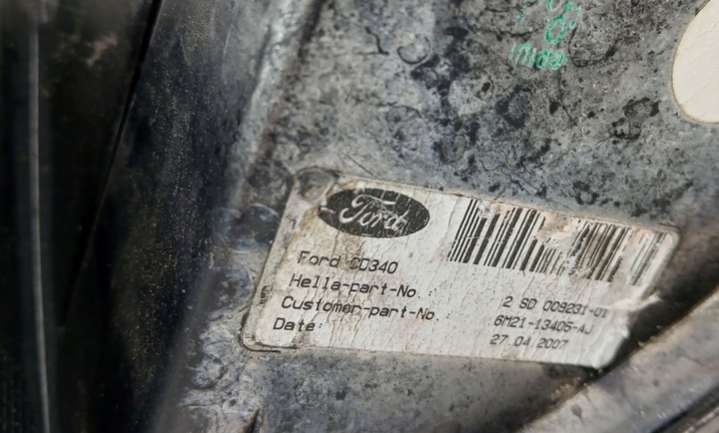 Ford
Ford CD340
Hella-part-No.: 2 SD 009231-01
Customer-part-No.: 6M21-13405-AJ
Date: 27.04.2007